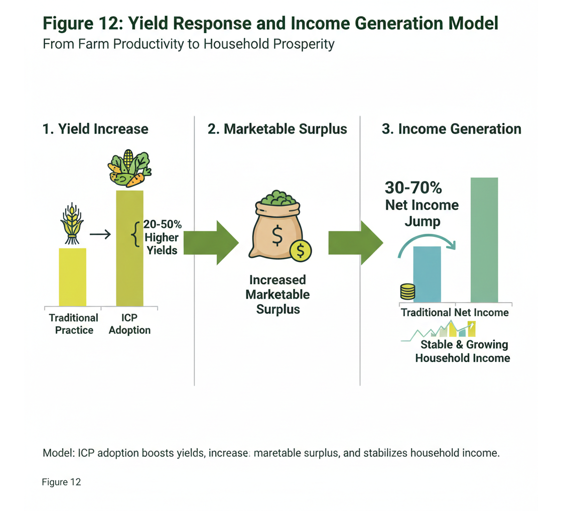 Figure 12: Yield Response and Income Generation Model
From Farm Productivity to Household Prosperity
1. Yield Increase
20-50%
Higher
Yields
Traditional
Practice
ICP
Adoption
2. Marketable Surplus
$
$
Increased
Marketable
Surplus
3. Income Generation
30-70%
Net Income
Jump
Traditional Net Income
Stable & Growing
Household Income
Model: ICP adoption boosts yields, increase. maretable surplus, and stabilizes household income.
Figure 12